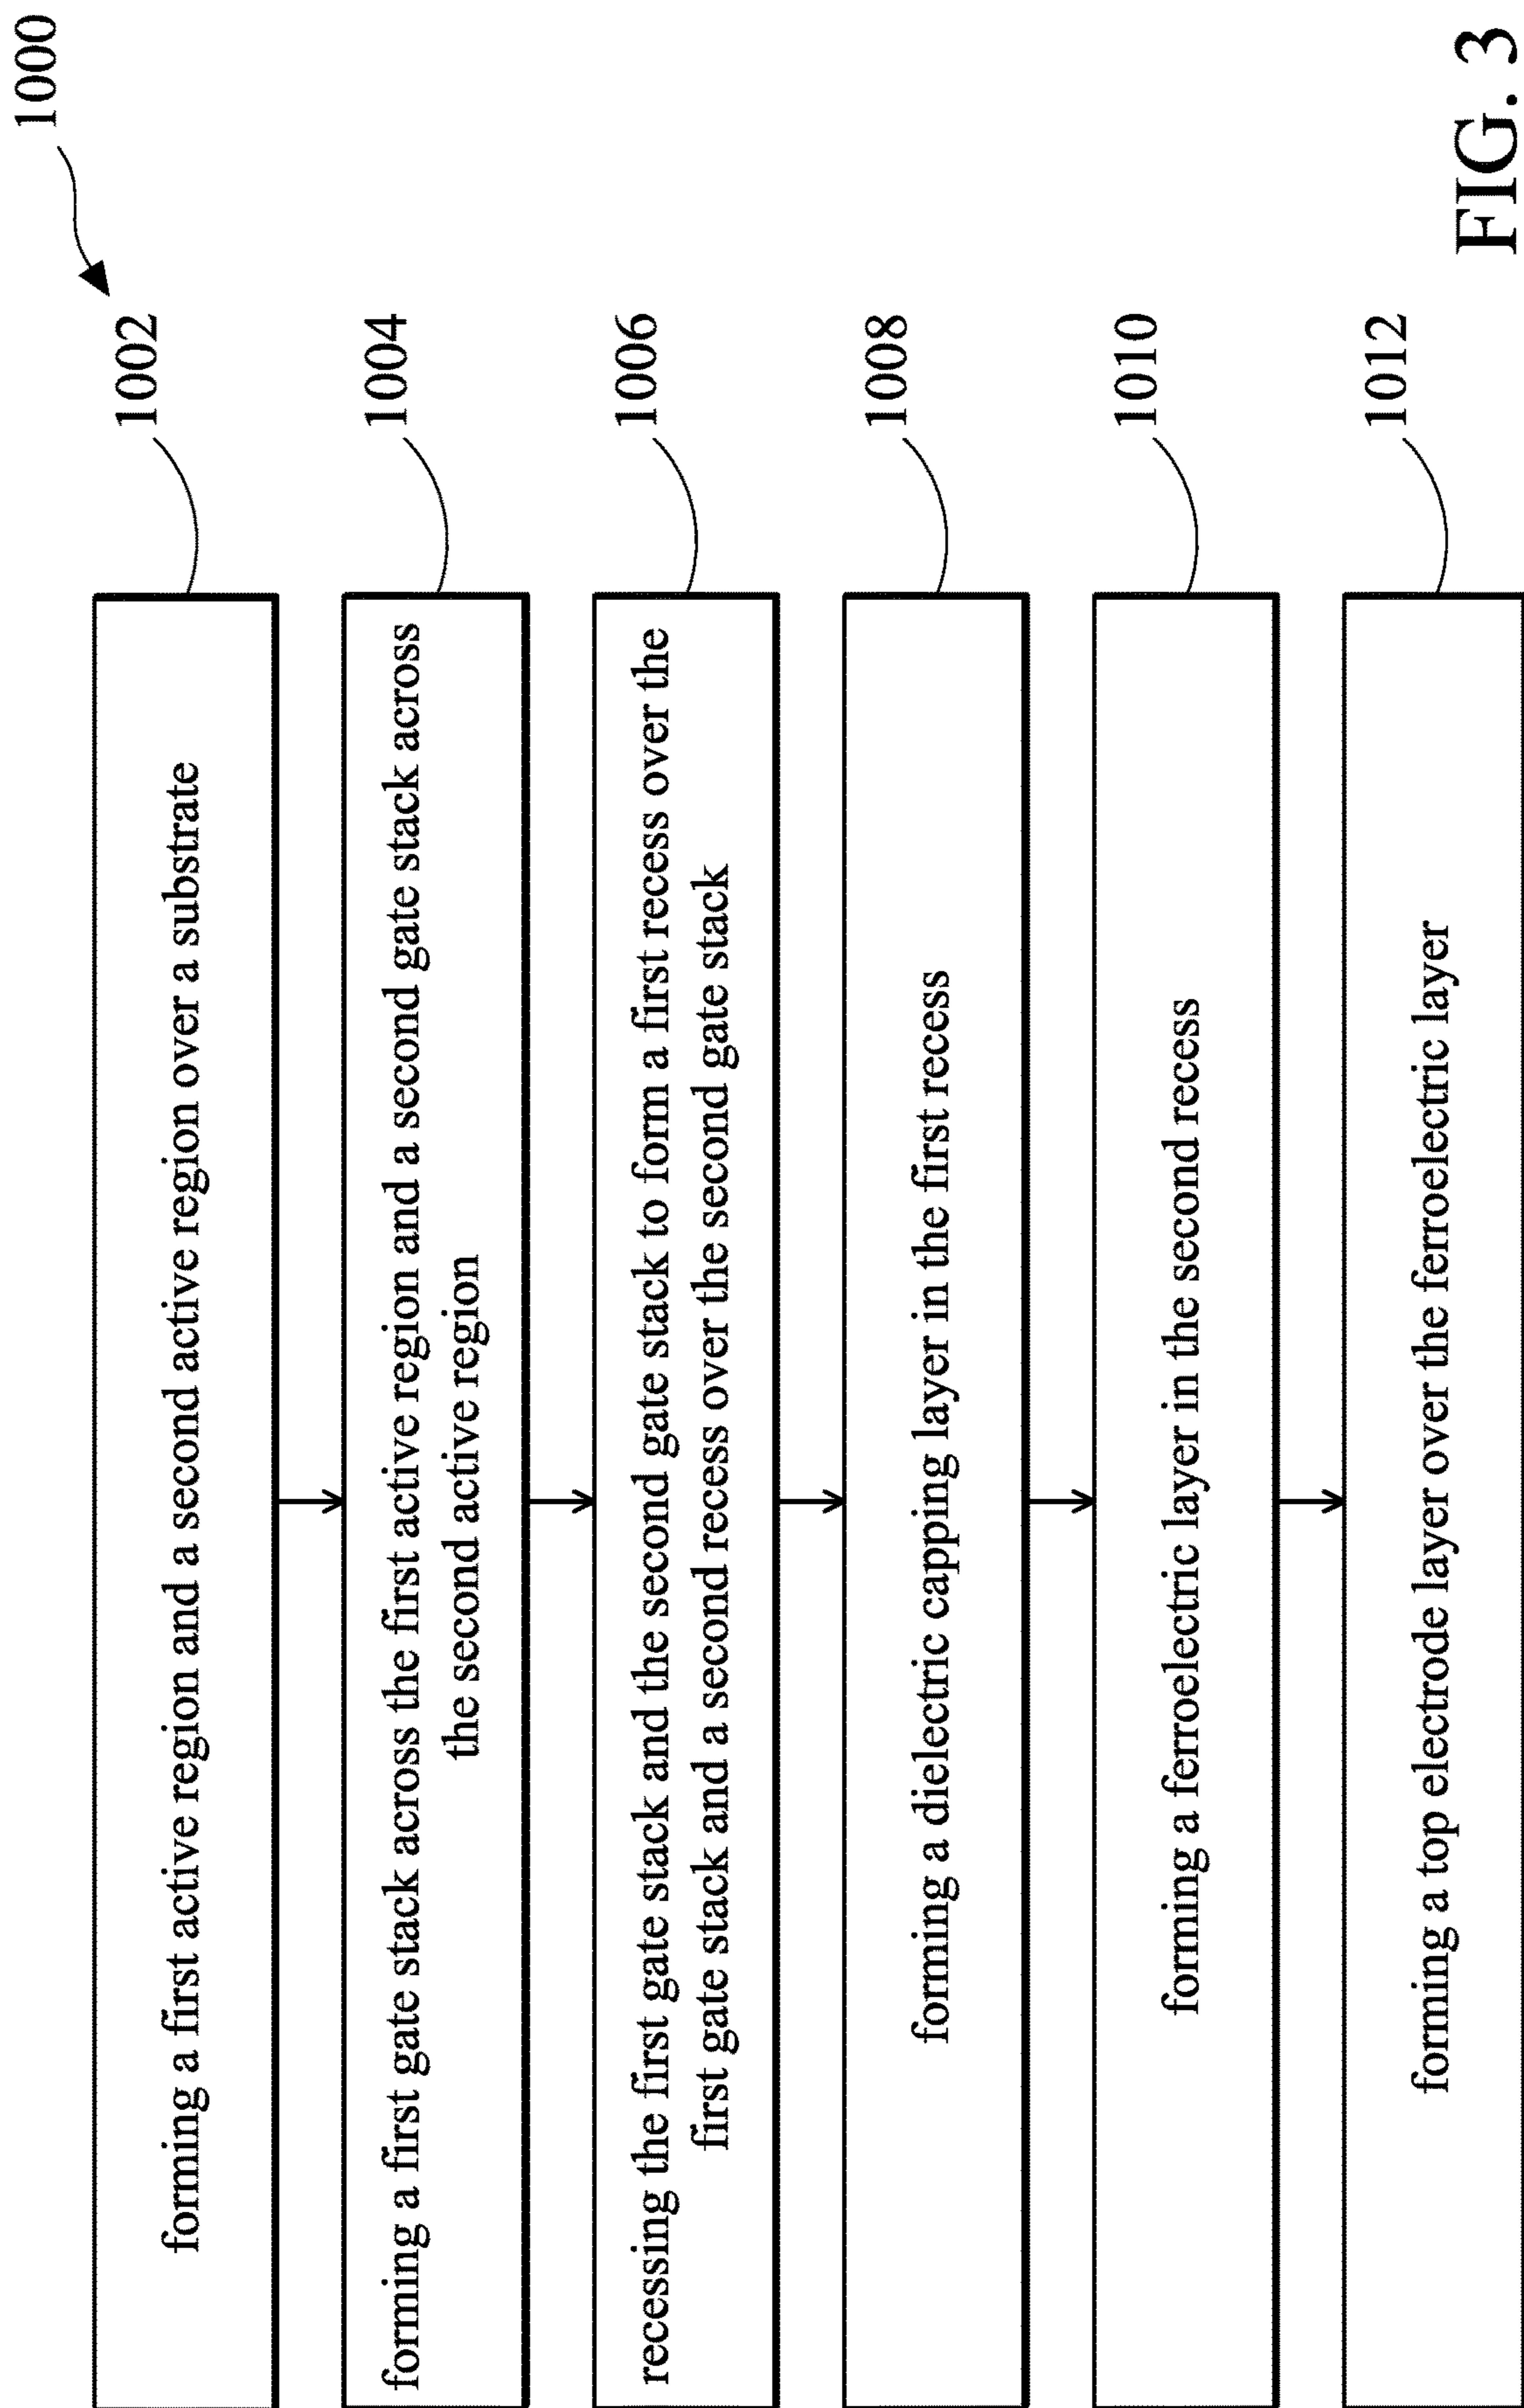 1000
forming a first active region and a second active region over a substrate
1002
forming a first gate stack across the first active region and a second gate stack across
the second active region
1004
recessing the first gate stack and the second gate stack to form a first recess over the
first gate stack and a second recess over the second gate stack
1006
forming a dielectric capping layer in the first recess
1008
forming a ferroelectric layer in the second recess
1010
forming a top electrode layer over the ferroelectric layer
1012
FIG. 3